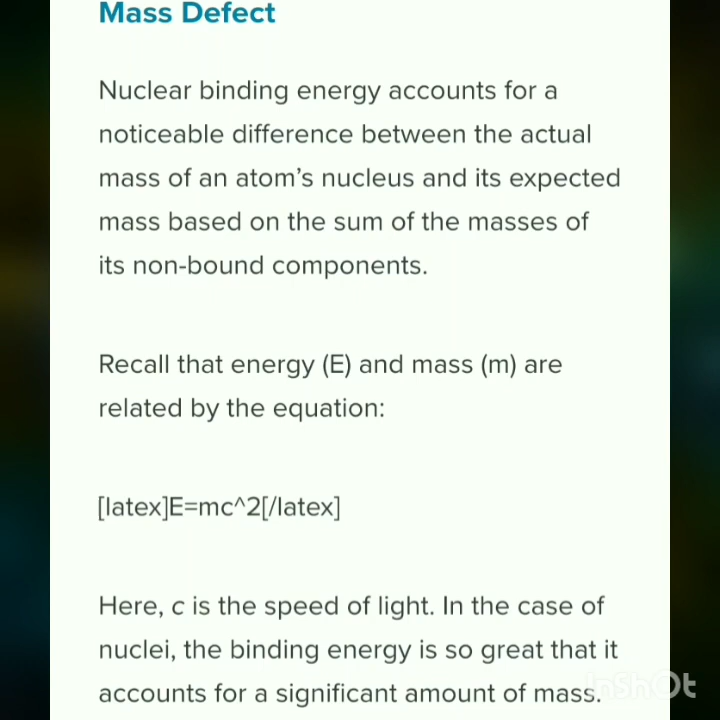 Mass Defect
Nuclear binding energy accounts for a
noticeable difference between the actual
mass of an atom’s nucleus and its expected
mass based on the sum of the masses of
its non-bound components.
Recall that energy (E) and mass (m) are
related by the equation:
[latex]E=mc^2[/latex]
Here, c is the speed of light. In the case of
nuclei, the binding energy is so great that it
accounts for a significant amount of mass.
InShOt